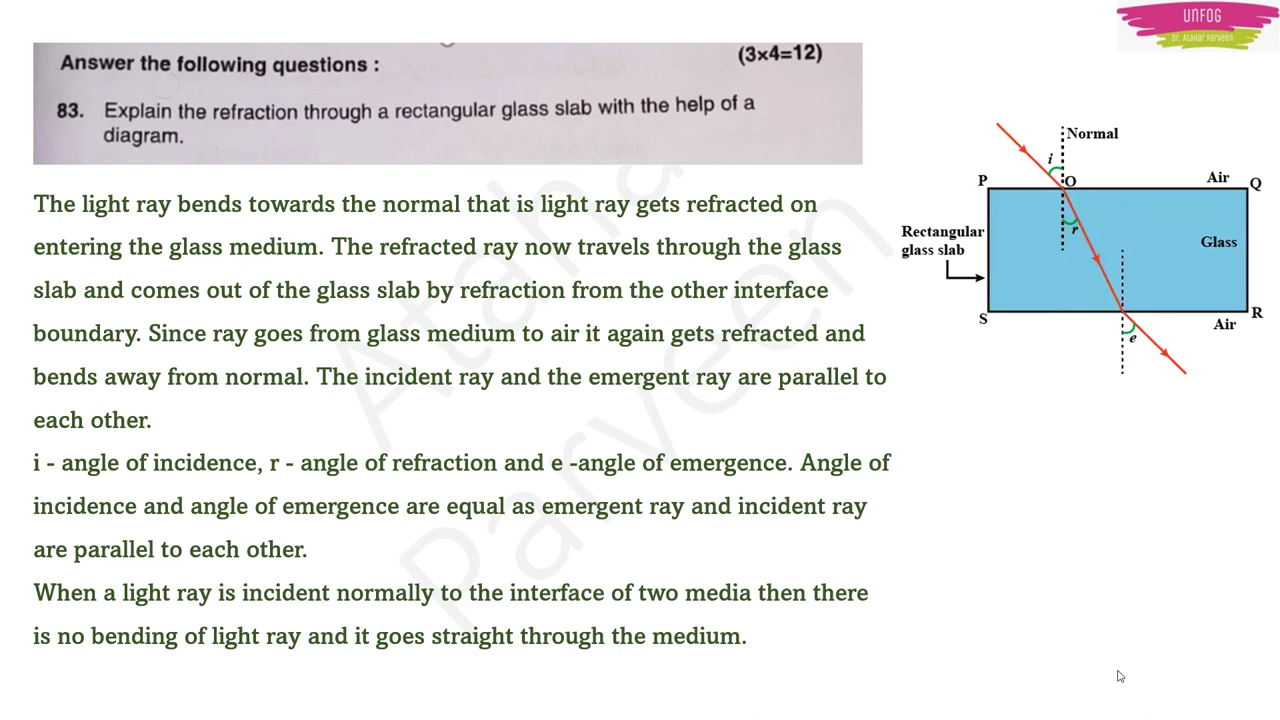 UNFOG
Dr. Atahar Parveen
Answer the following questions :
(3x4=12)
83. Explain the refraction through a rectangular glass slab with the help of a
diagram.
The light ray bends towards the normal that is light ray gets refracted on
entering the glass medium. The refracted ray now travels through the glass
slab and comes out of the glass slab by refraction from the other interface
boundary. Since ray goes from glass medium to air it again gets refracted and
bends away from normal. The incident ray and the emergent ray are parallel to
each other.
i - angle of incidence, r - angle of refraction and e -angle of emergence. Angle of
incidence and angle of emergence are equal as emergent ray and incident ray
are parallel to each other.
When a light ray is incident normally to the interface of two media then there
is no bending of light ray and it goes straight through the medium.
Normal
i
P
O
Air
Q
r
Rectangular
glass slab
Glass
S
R
Air
e
Atahar
Parveen